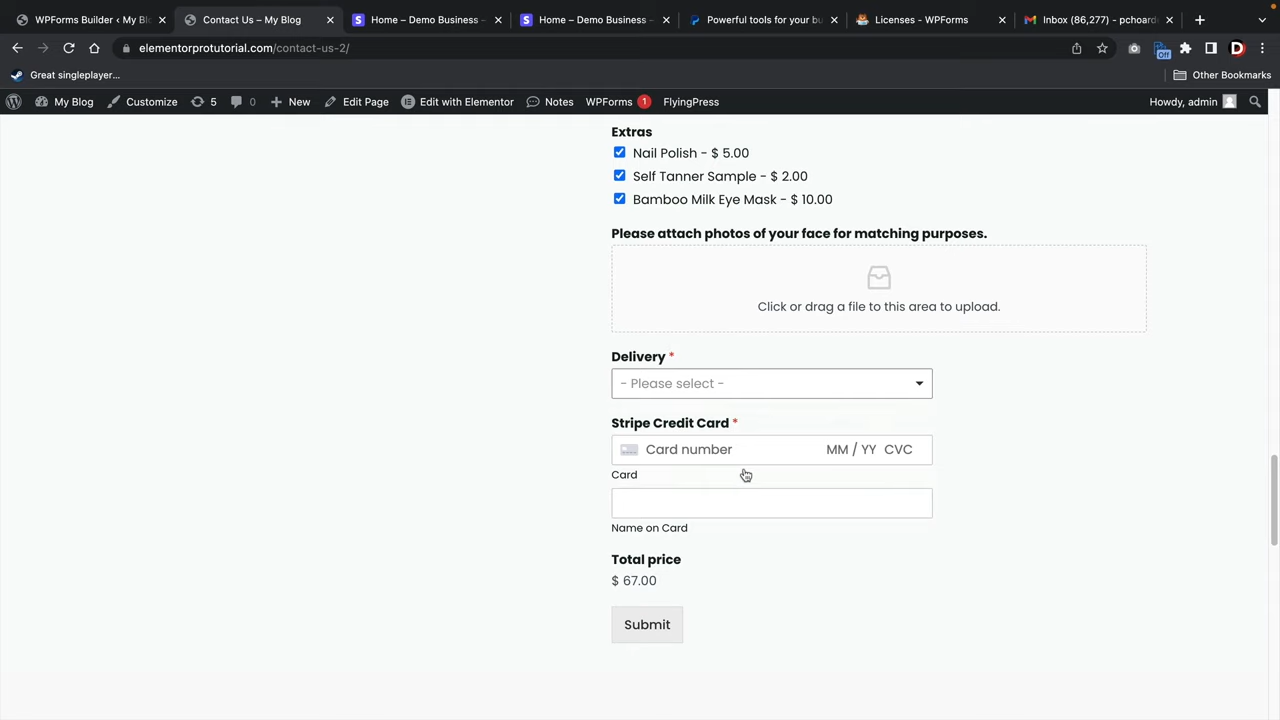 WPForms Builder ‹ My Blog
Contact Us – My Blog
Home – Demo Business –
Home – Demo Business –
Powerful tools for your bu
Licenses - WPForms
Inbox (86,277) - pchoarde
elementorprotutorial.com/contact-us-2/
Off
D
Great singleplayer...
Other Bookmarks
My Blog
Customize
5
0
New
Edit Page
Edit with Elementor
Notes
WPForms 1
FlyingPress
Howdy, admin
Extras
Nail Polish - $ 5.00
Self Tanner Sample - $ 2.00
Bamboo Milk Eye Mask - $ 10.00
Please attach photos of your face for matching purposes.
Click or drag a file to this area to upload.
Delivery *
- Please select -
Stripe Credit Card *
Card number MM / YY CVC
Card
Name on Card
Total price
$ 67.00
Submit